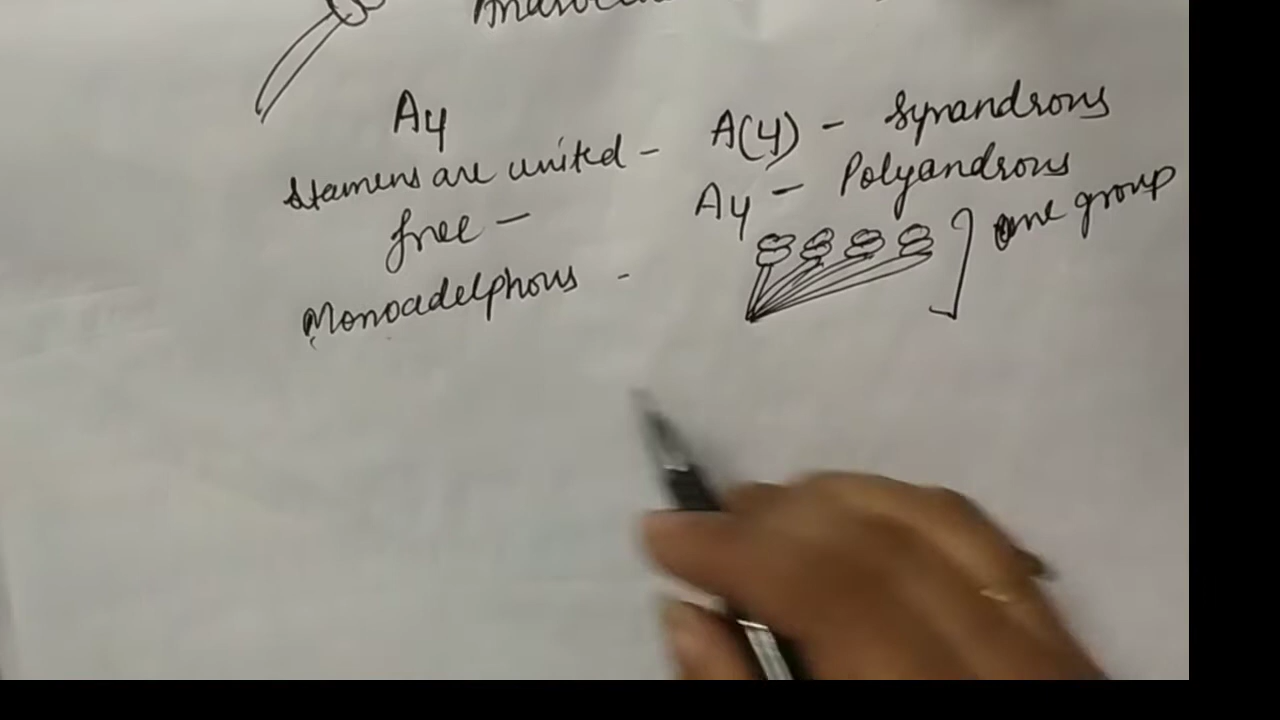 A4
Stamens are united - A(4) - Synandrous
free - A4 - Polyandrous
Monoadelphous - one group